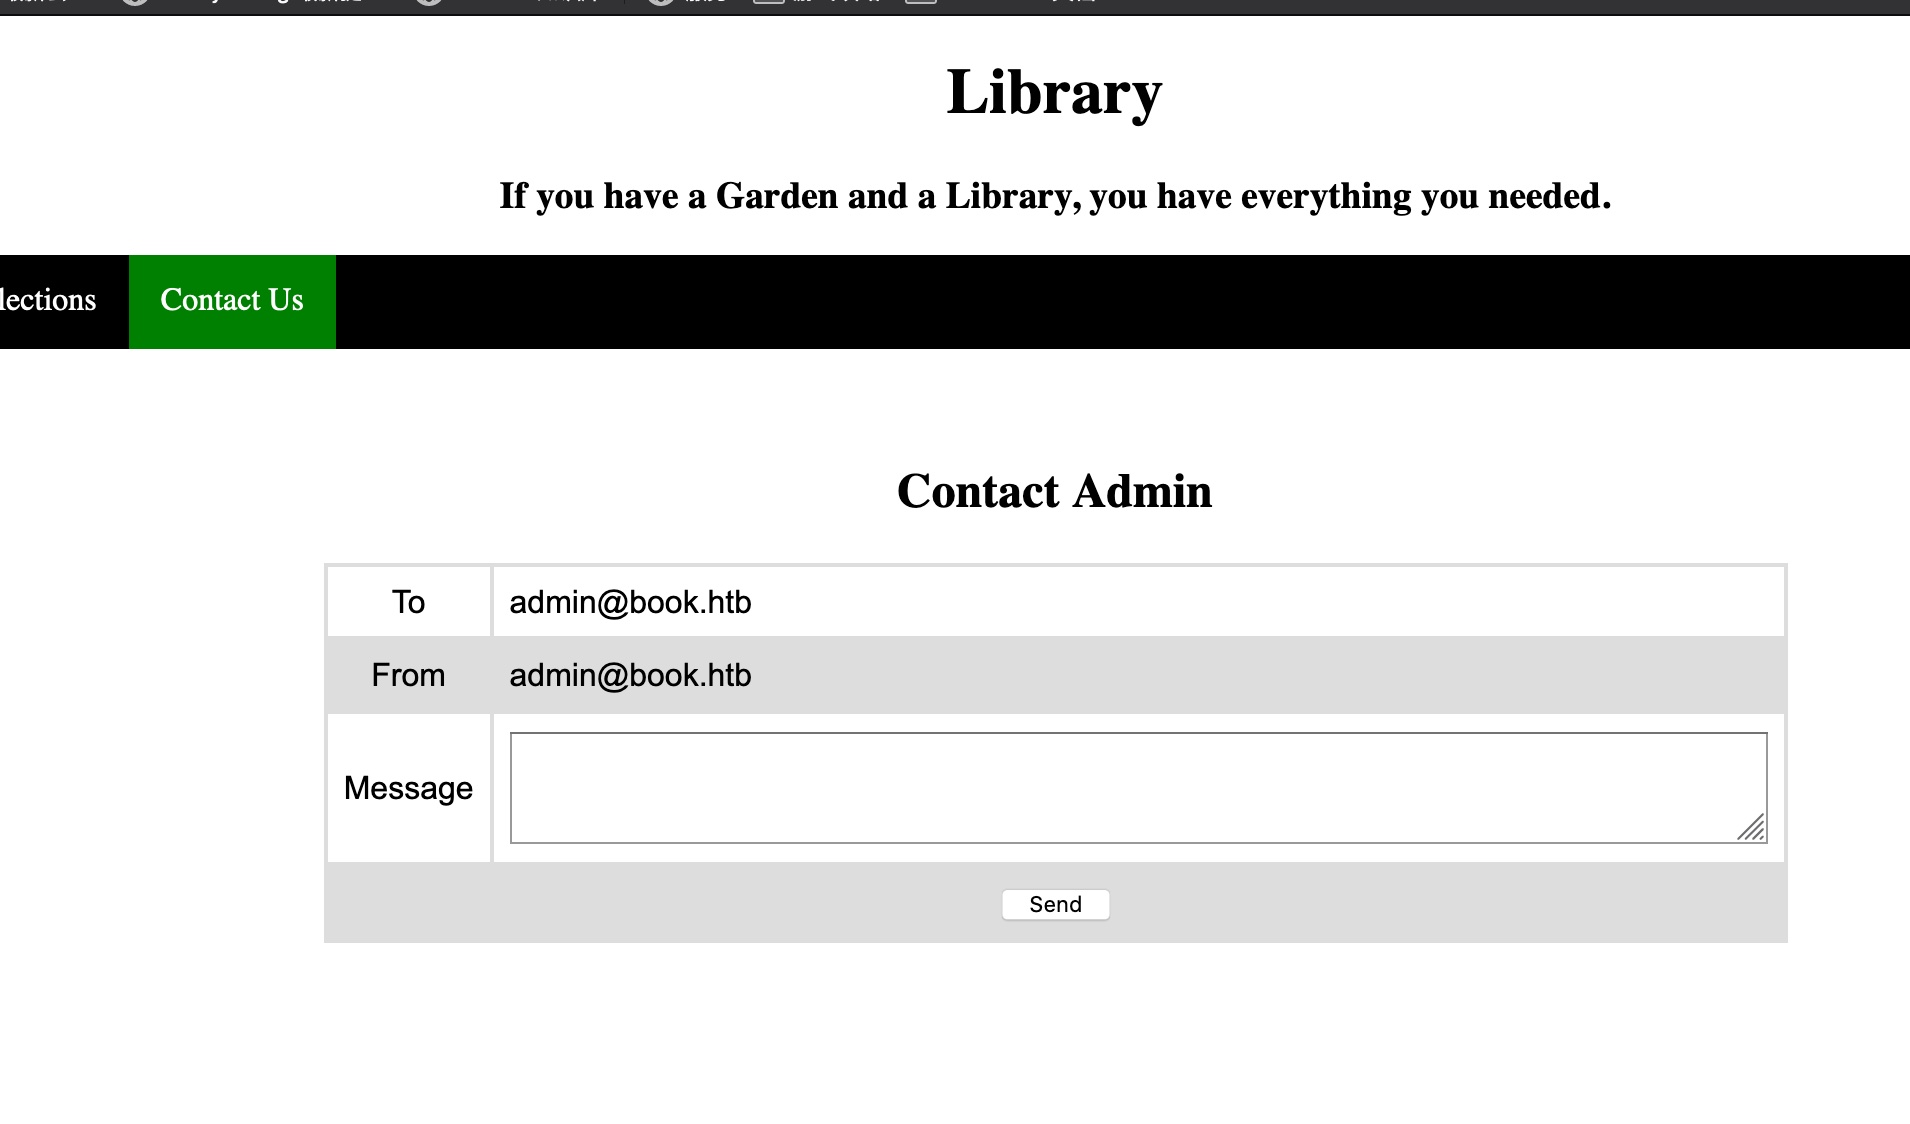 Library
If you have a Garden and a Library, you have everything you needed.
lections Contact Us
Contact Admin
To admin@book.htb
From admin@book.htb
Message
Send